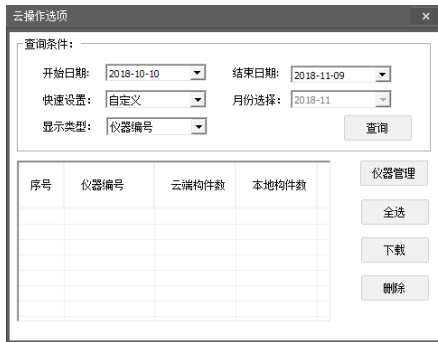 云操作选项
查询条件：
开始日期: 2018-10-10 结束日期: 2018-11-09
快速设置： 自定义 月份选择： 2018-11
显示类型： 仪器编号 查询
序号 仪器编号 云端构件数 本地构件数
仪器管理
全选
下载
删除